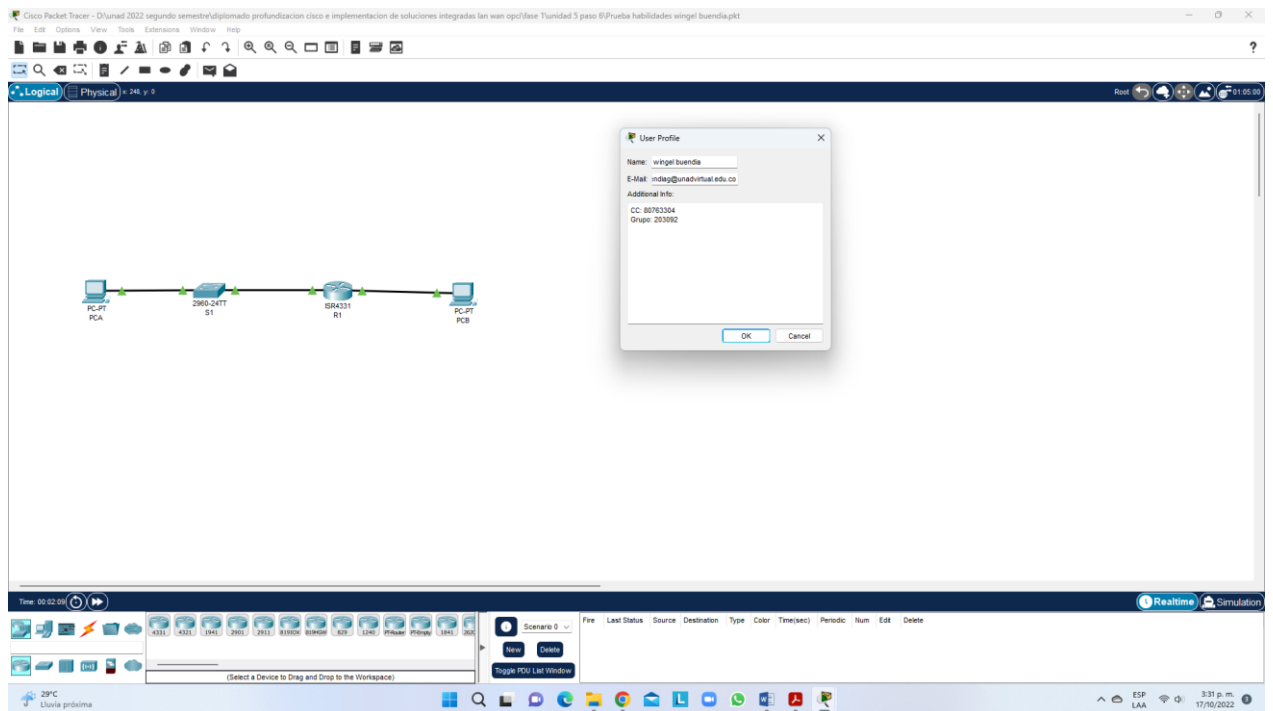 Cisco Packet Tracer - D:\unad 2022 segundo semestre\diplomado profundizacion cisco e implementacion de soluciones integradas lan wan opci\fase 1\unidad 5 paso 8\Prueba habilidades wingel buendia.pkt
File Edit Options View Tools Extensions Window Help
?
Logical Physical x: 248, y: 0 Root 01:05:00
User Profile
Name: wingel buendia
E-Mail: ndiag@unadvirtual.edu.co
Additional Info:
CC: 80763304
Grupo: 203092
OK Cancel
PC-PT
PCA
2960-24TT
S1
ISR4331
R1
PC-PT
PCB
Time: 00:02:09 Realtime Simulation
4331 4321 1941 2901 2911 819IOX 819HGW 829 1240 PT-Router PT-Empty 1841 262
(Select a Device to Drag and Drop to the Workspace)
Scenario 0
New Delete
Toggle PDU List Window
Fire Last Status Source Destination Type Color Time(sec) Periodic Num Edit Delete
29°C
Lluvia próxima
ESP
LAA
3:31 p. m.
17/10/2022